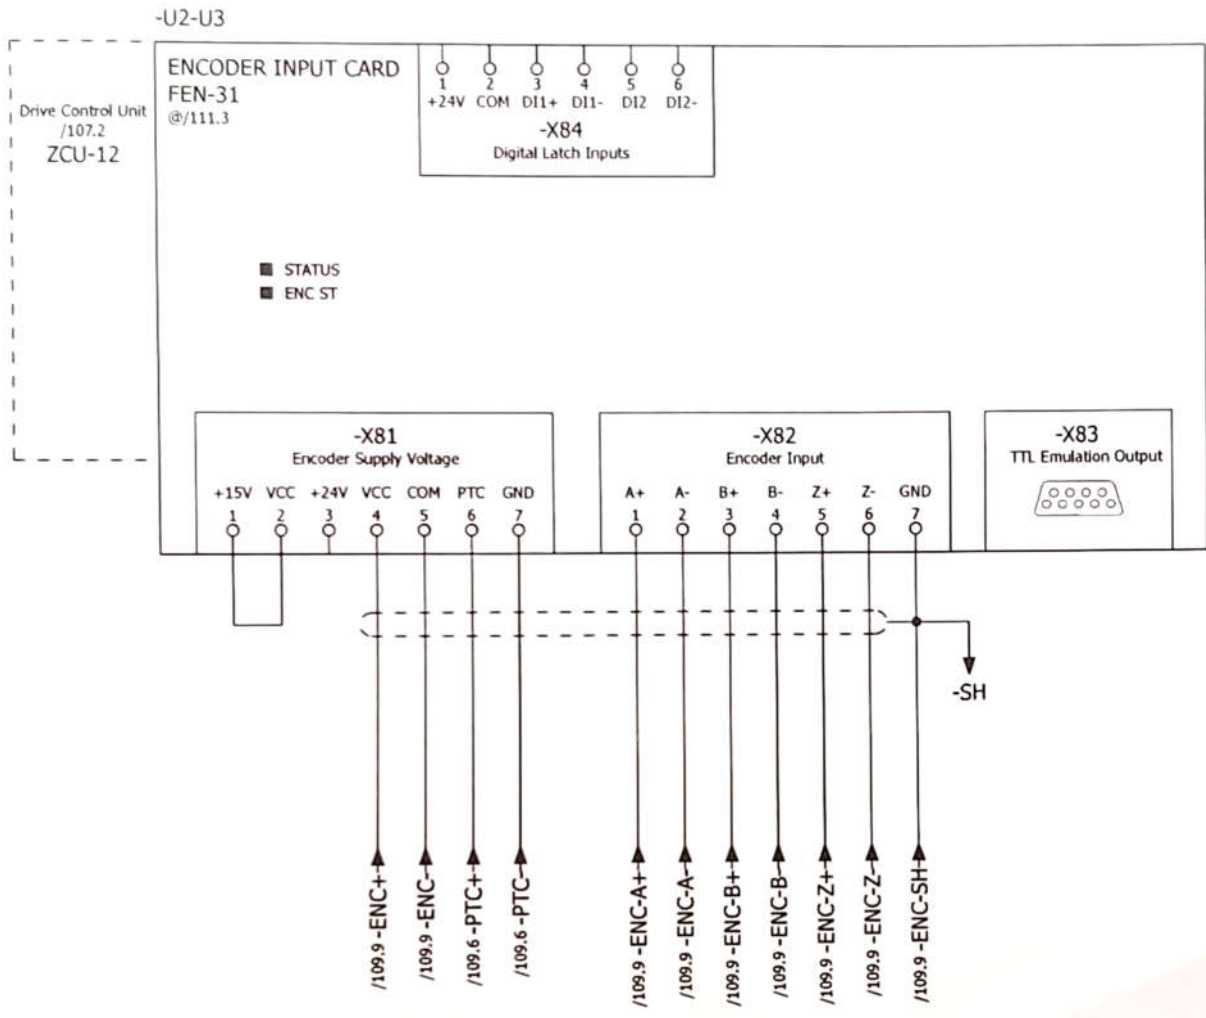 -U2-U3
ENCODER INPUT CARD
FEN-31
@/111.3
Drive Control Unit
/107.2
ZCU-12
1 2 3 4 5 6
+24V COM DI1+ DI1- DI2 DI2-
-X84
Digital Latch Inputs
STATUS
ENC ST
-X81
Encoder Supply Voltage
+15V VCC +24V VCC COM PTC GND
1 2 3 4 5 6 7
-X82
Encoder Input
A+ A- B+ B- Z+ Z- GND
1 2 3 4 5 6 7
-X83
TTL Emulation Output
-SH
/109.9 -ENC+
/109.9 -ENC-
/109.6 -PTC+
/109.6 -PTC-
/109.9 -ENC-A+
/109.9 -ENC-A-
/109.9 -ENC-B+
/109.9 -ENC-B-
/109.9 -ENC-Z+
/109.9 -ENC-Z-
/109.9 -ENC-SH